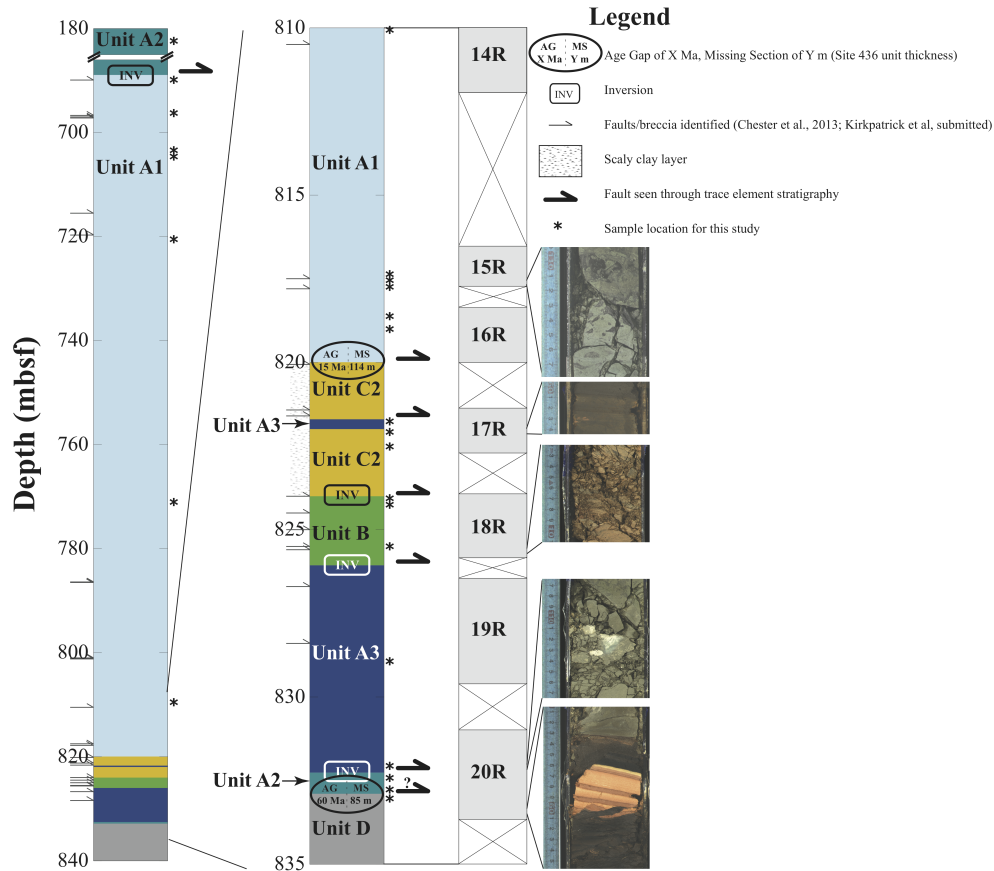 Legend
AG MS
X Ma Y m
Age Gap of X Ma, Missing Section of Y m (Site 436 unit thickness)
INV
Inversion
Faults/breccia identified (Chester et al., 2013; Kirkpatrick et al, submitted)
Scaly clay layer
Fault seen through trace element stratigraphy
*
Sample location for this study
Depth (mbsf)
180
700
720
740
760
780
800
820
840
Unit A2
INV
Unit A1
810
815
820
825
830
835
Unit A1
AG MS
15 Ma 114 m
Unit C2
Unit A3
Unit C2
INV
Unit B
INV
Unit A3
INV
Unit A2
?
AG MS
60 Ma 85 m
Unit D
14R
15R
16R
17R
18R
19R
20R